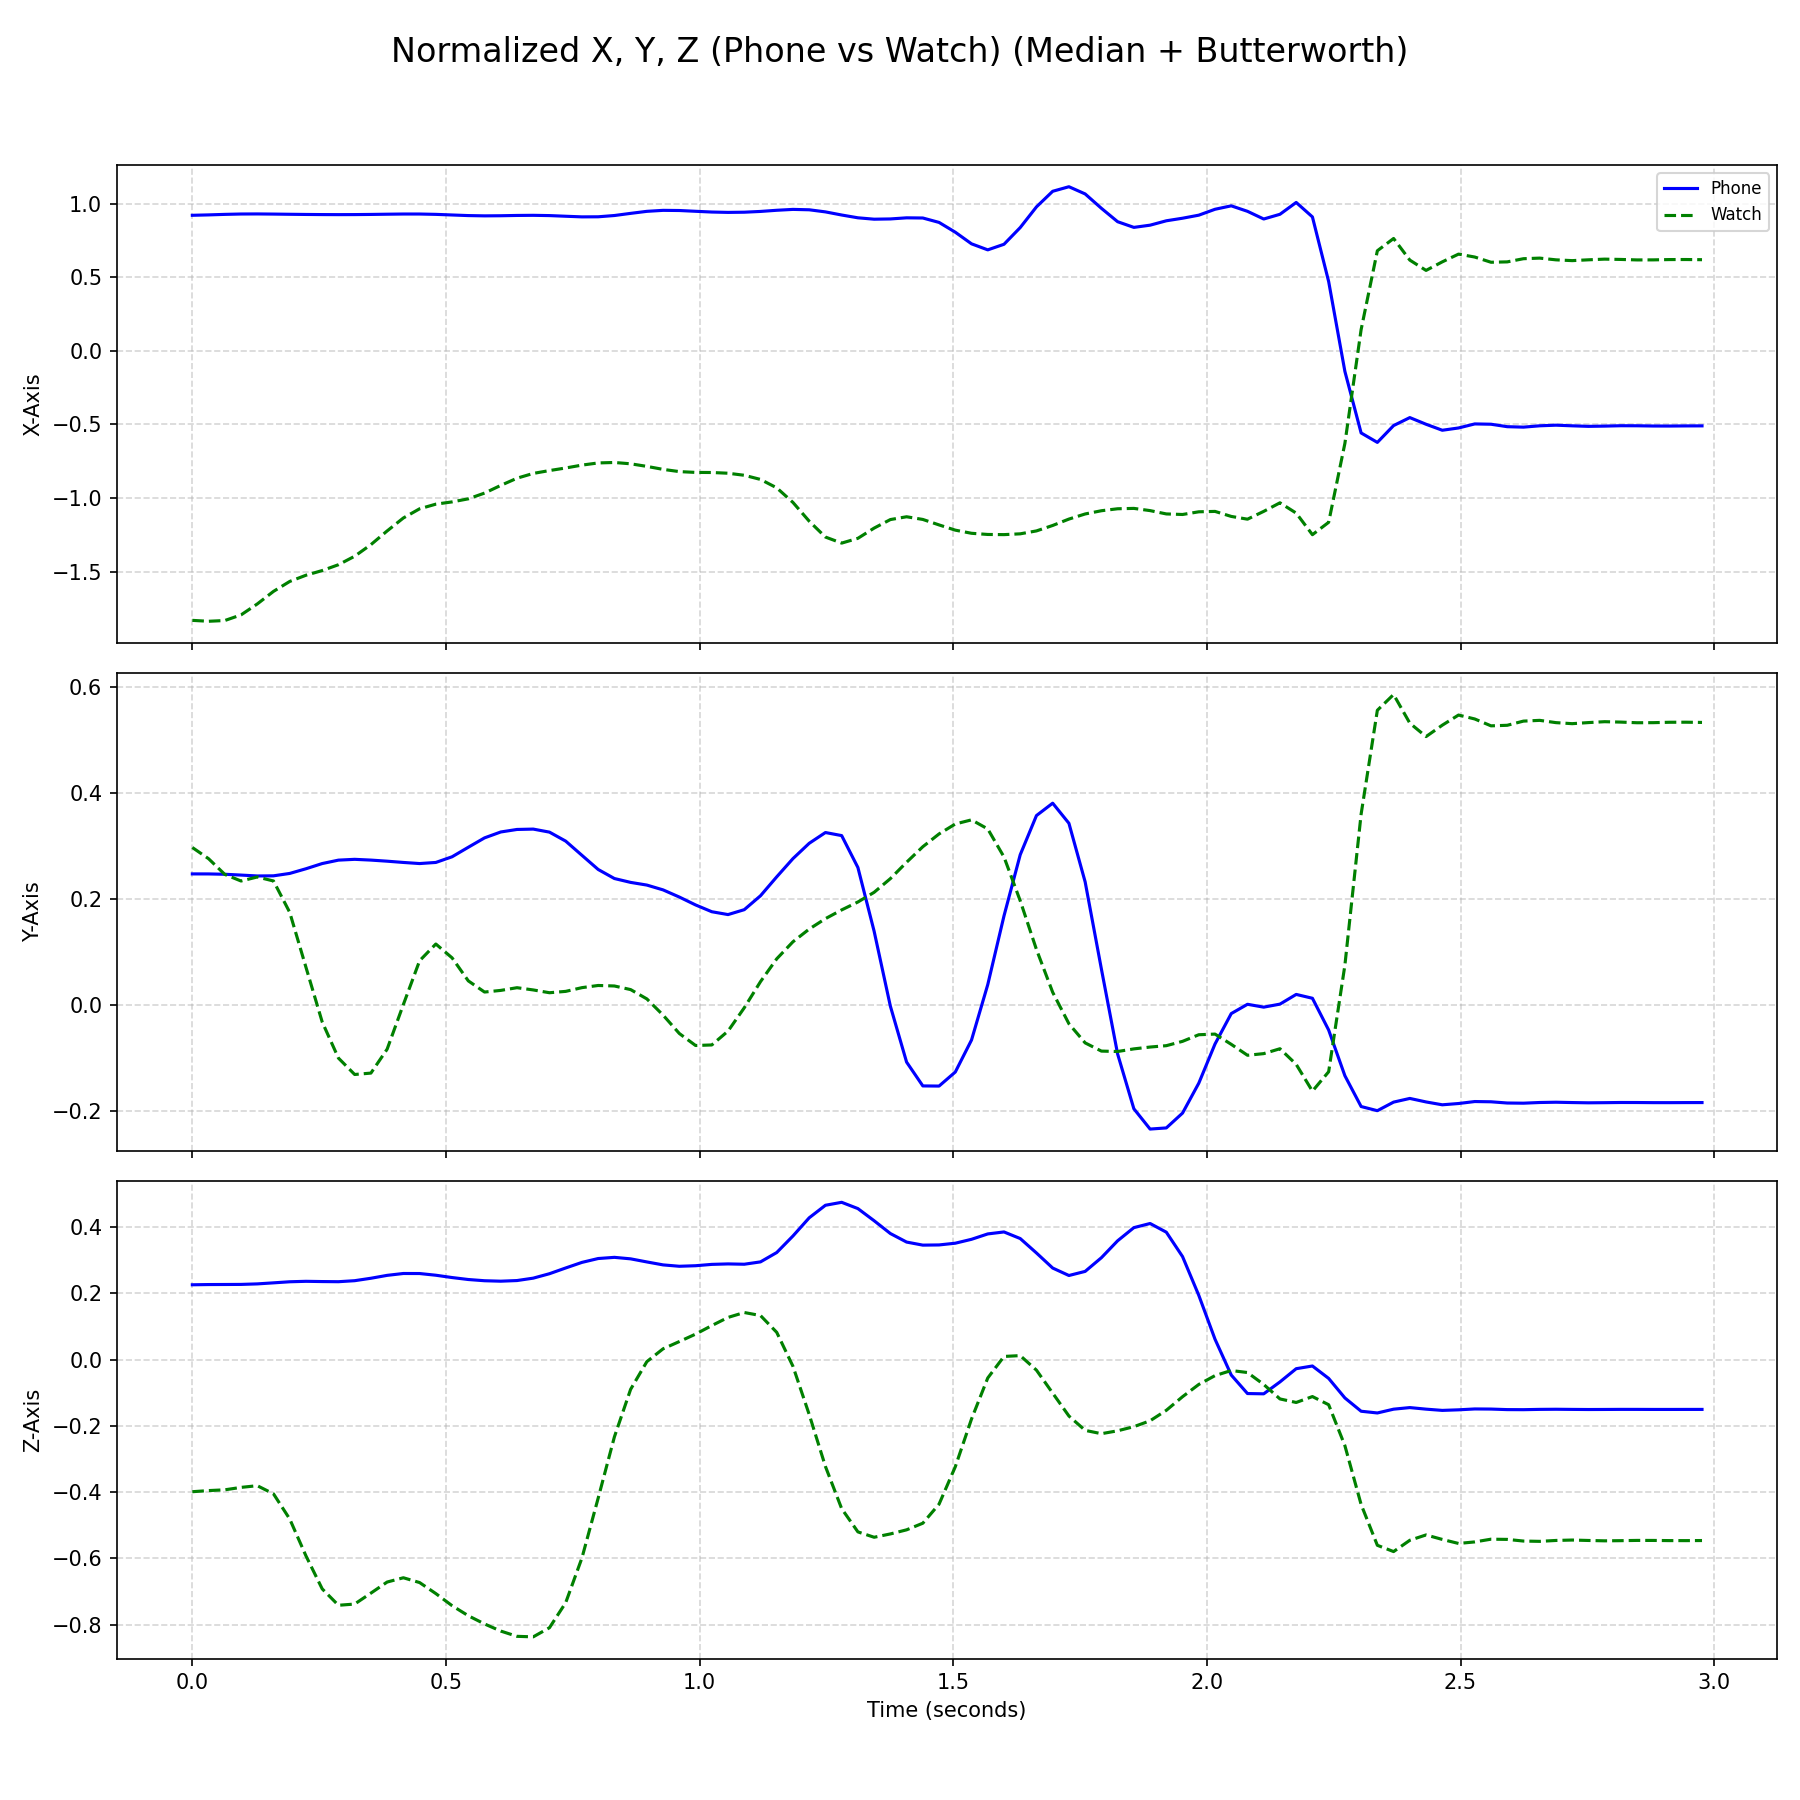 Normalized X, Y, Z (Phone vs Watch) (Median + Butterworth)
Phone
Watch
1.0
0.5
0.0
−0.5
−1.0
−1.5
X-Axis
0.6
0.4
0.2
0.0
−0.2
Y-Axis
0.4
0.2
0.0
−0.2
−0.4
−0.6
−0.8
Z-Axis
0.0 0.5 1.0 1.5 2.0 2.5 3.0
Time (seconds)